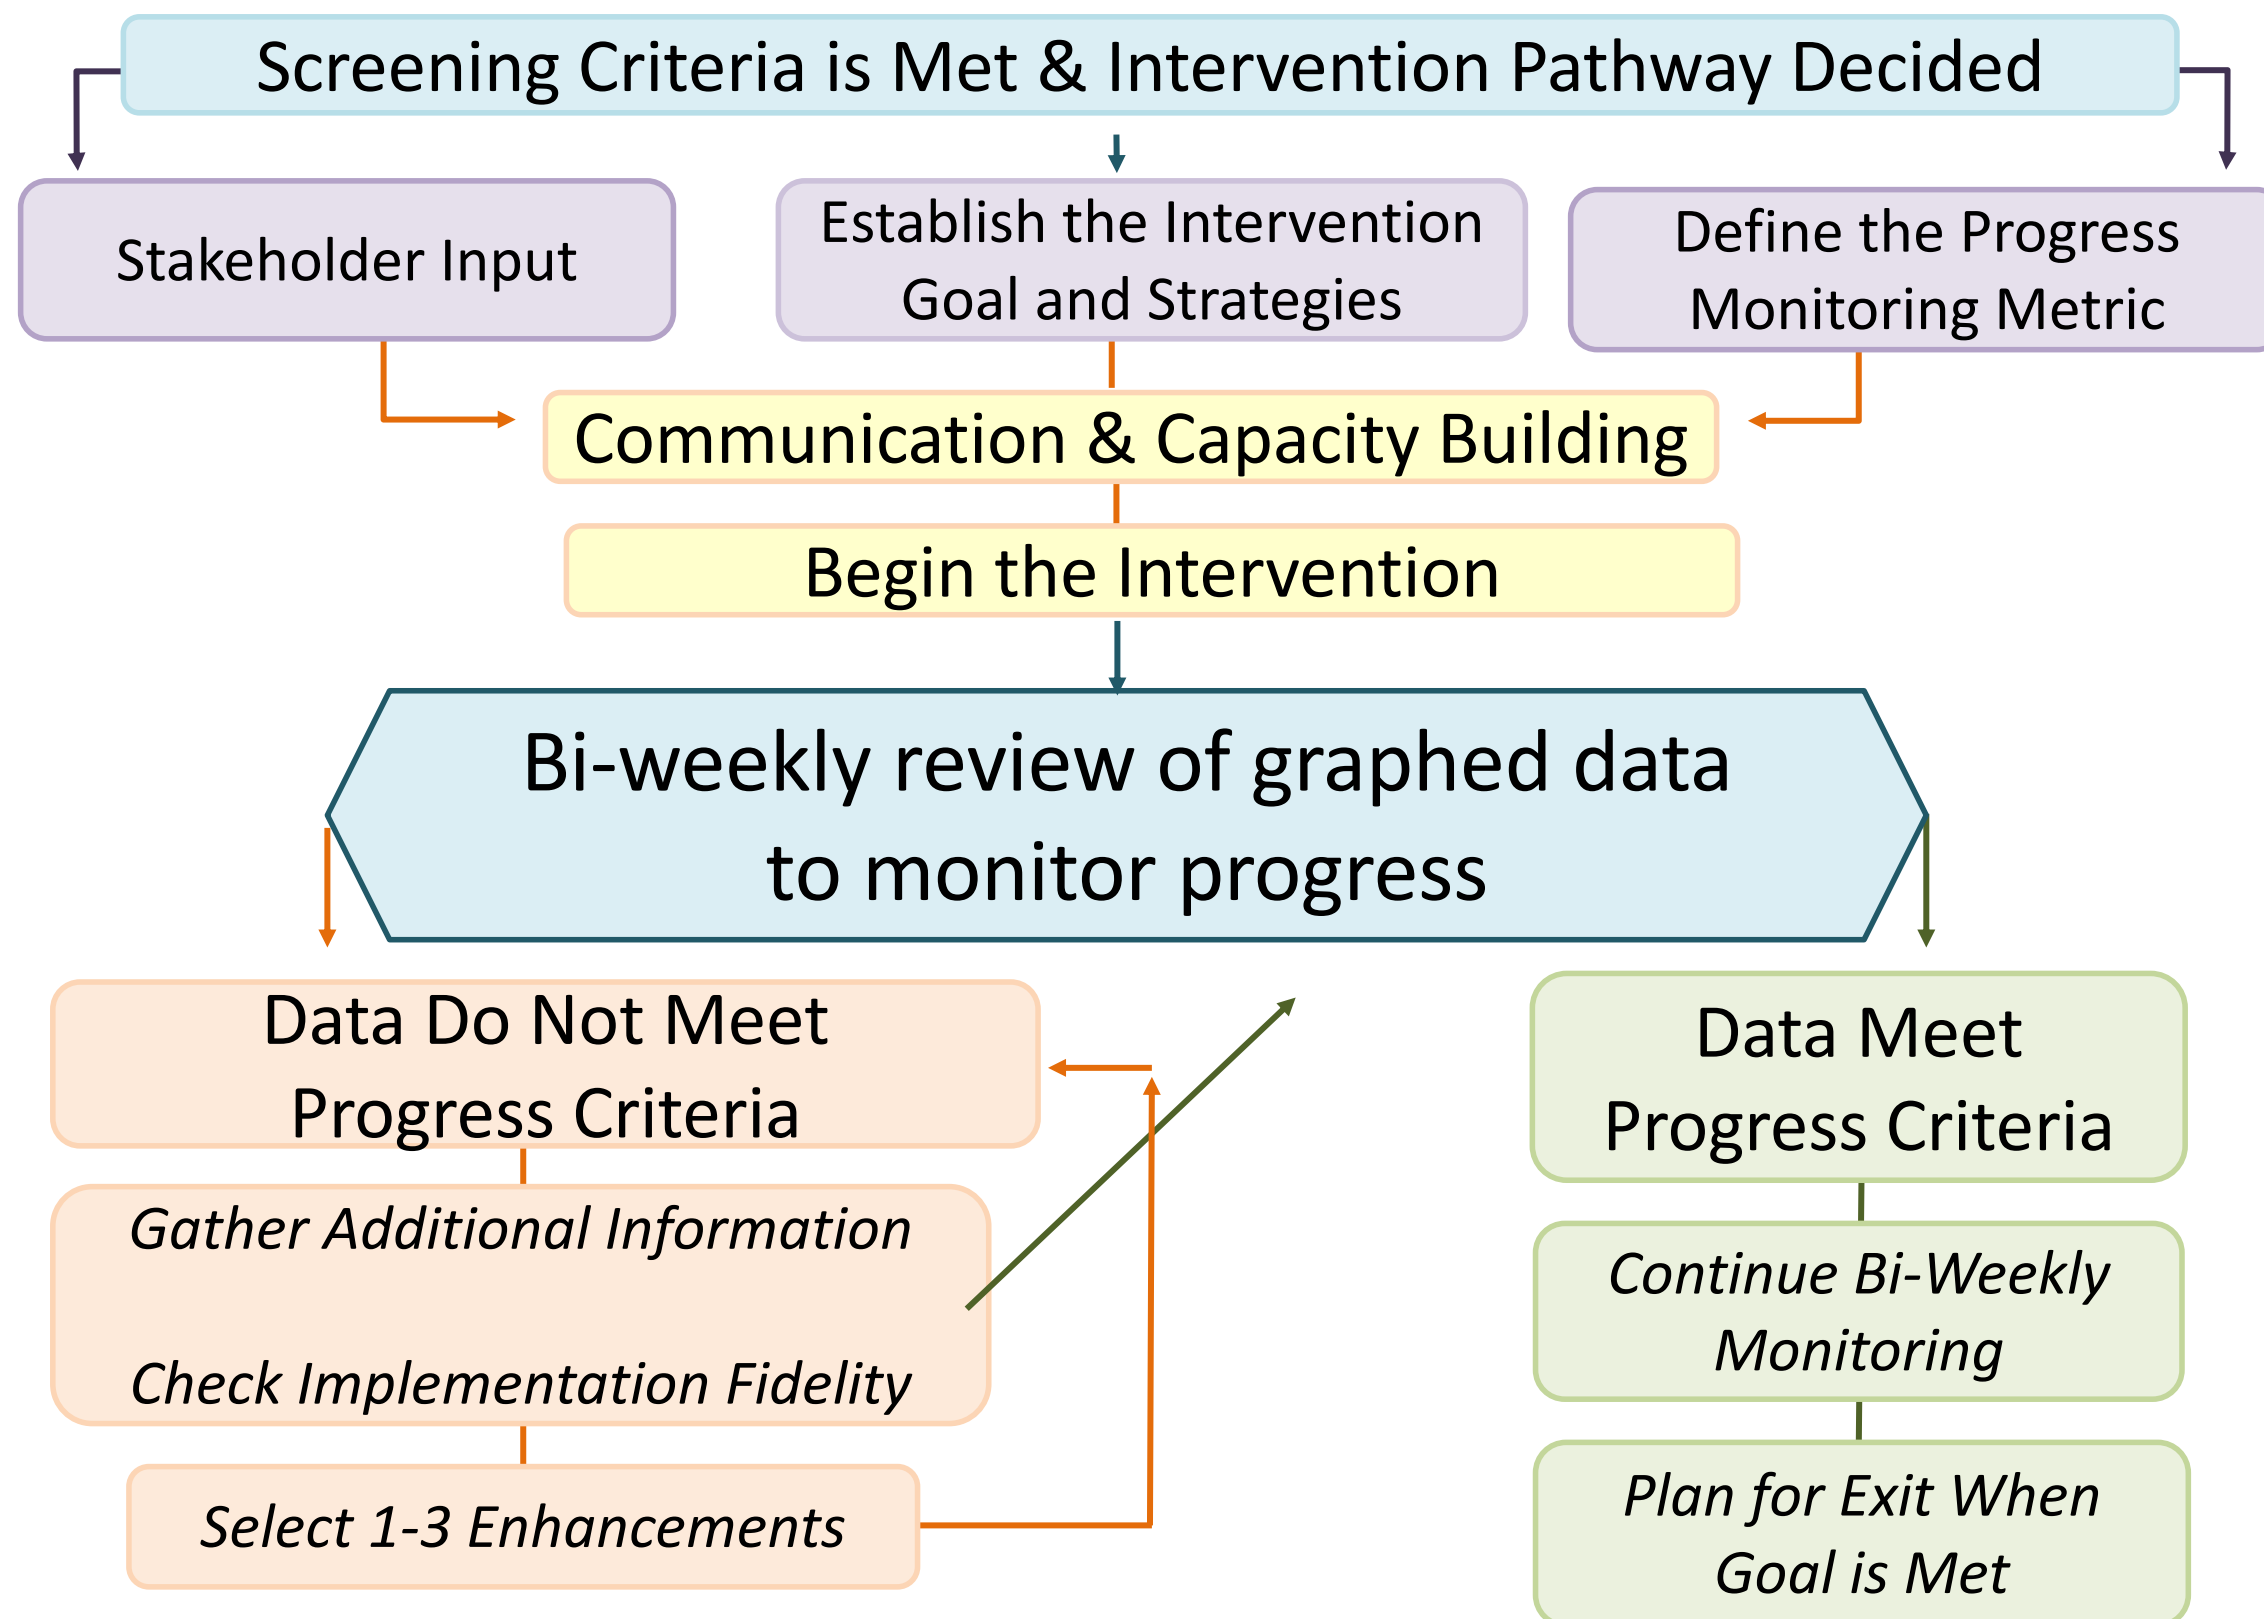 Screening Criteria is Met & Intervention Pathway Decided
Stakeholder Input
Establish the Intervention
Goal and Strategies
Define the Progress
Monitoring Metric
Communication & Capacity Building
Begin the Intervention
Bi-weekly review of graphed data
to monitor progress
Data Do Not Meet
Progress Criteria
Gather Additional Information
Check Implementation Fidelity
Select 1-3 Enhancements
Data Meet
Progress Criteria
Continue Bi-Weekly
Monitoring
Plan for Exit When
Goal is Met